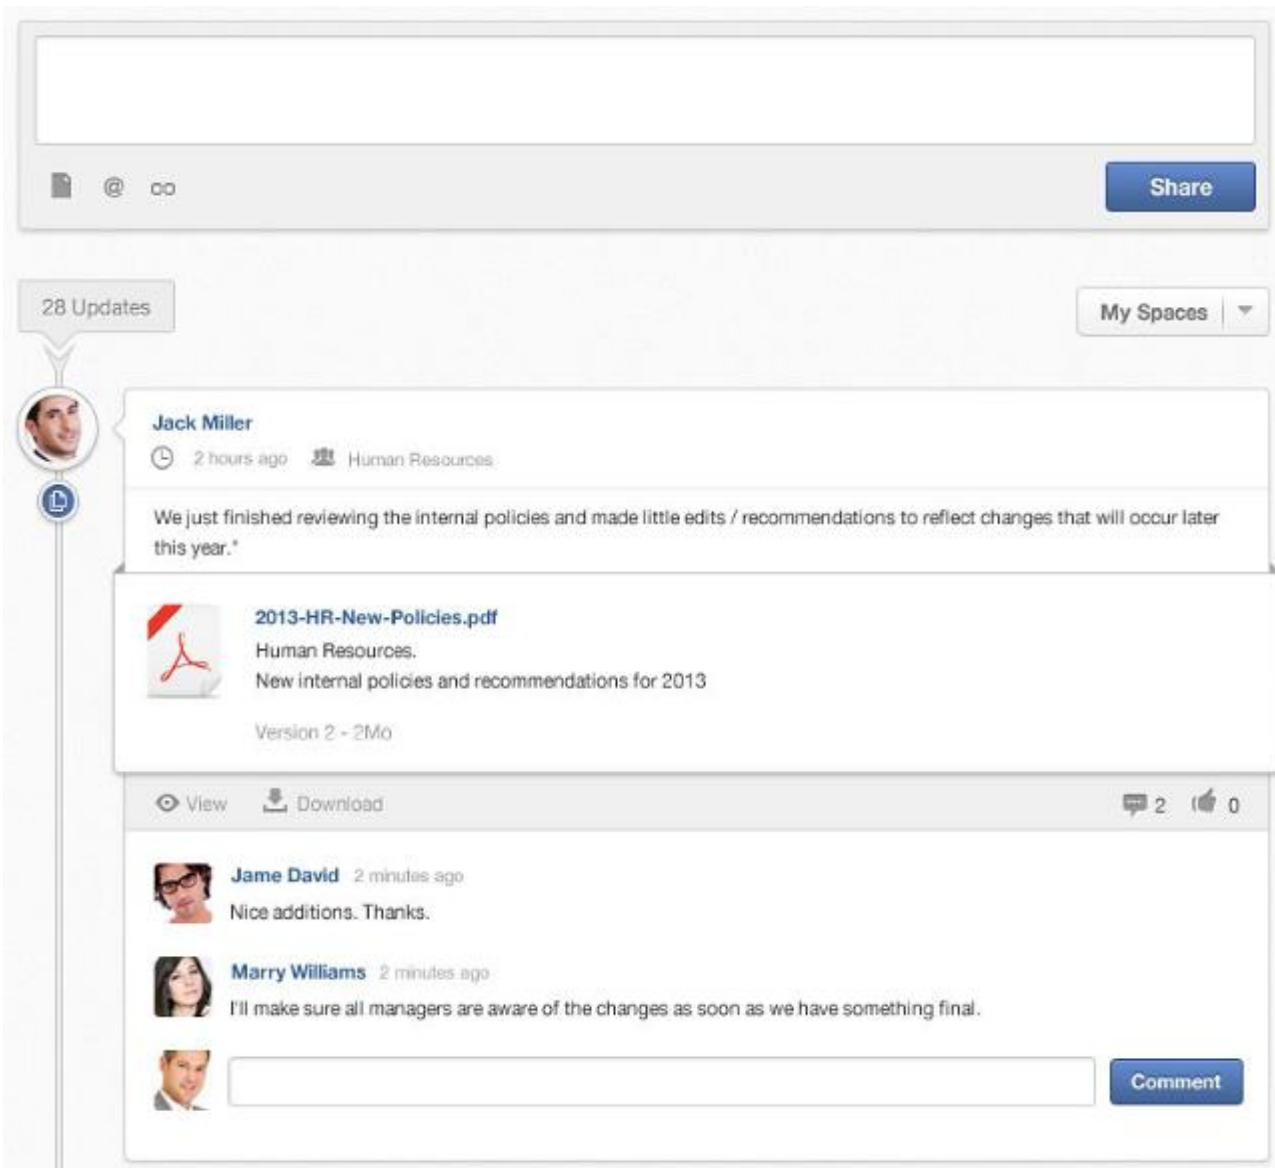 @
Share
28 Updates
My Spaces
Jack Miller
2 hours ago Human Resources
We just finished reviewing the internal policies and made little edits / recommendations to reflect changes that will occur later
this year."
2013-HR-New-Policies.pdf
Human Resources.
New internal policies and recommendations for 2013
Version 2 - 2Mo
View Download 2 0
Jame David 2 minutes ago
Nice additions. Thanks.
Marry Williams 2 minutes ago
I'll make sure all managers are aware of the changes as soon as we have something final.
Comment